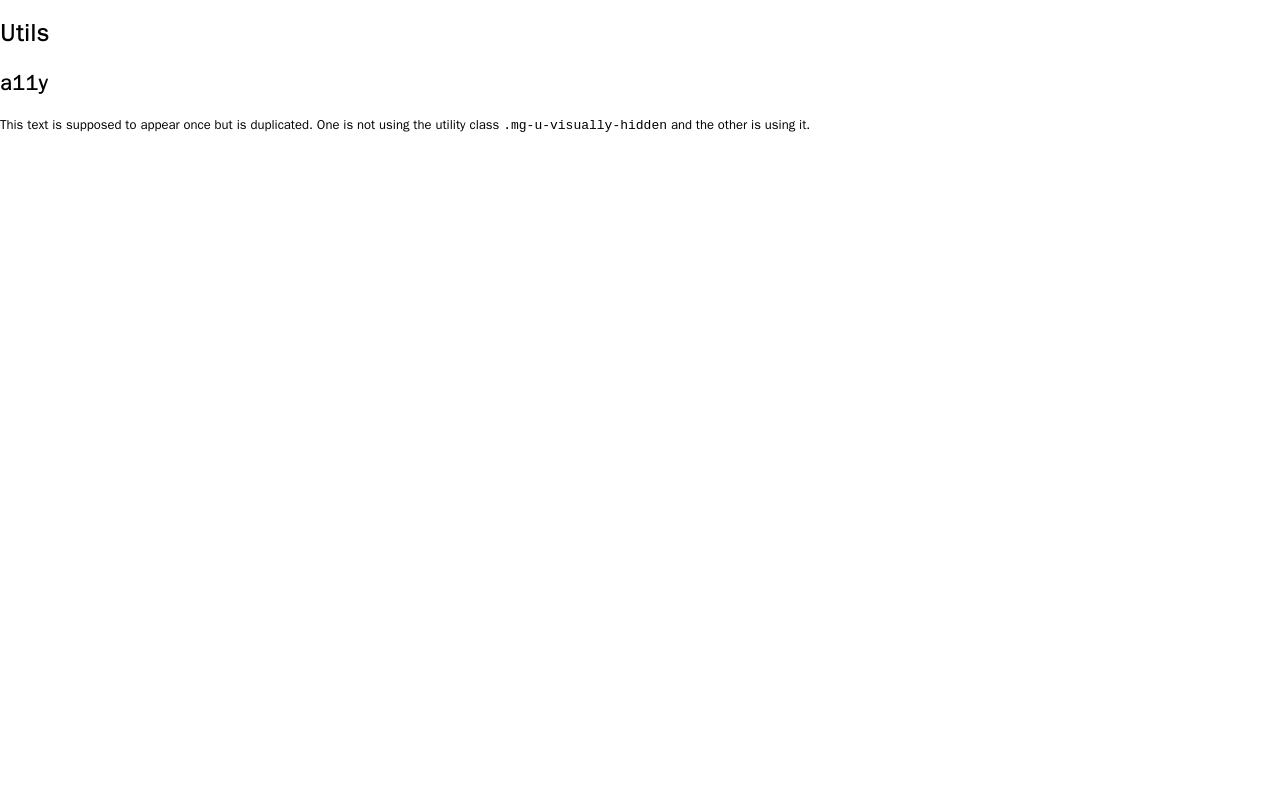 Utils
a11y
This text is supposed to appear once but is duplicated. One is not using the utility class .mg-u-visually-hidden and the other is using it.